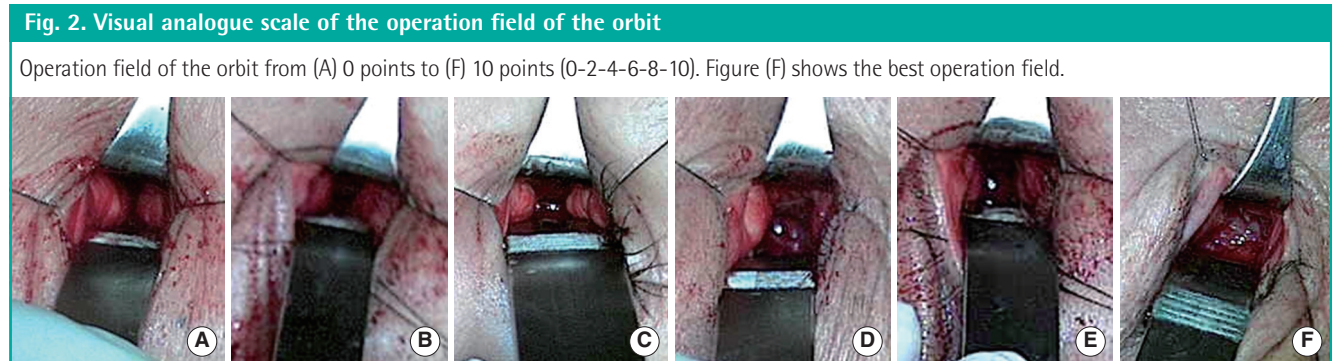 Fig. 2. Visual analogue scale of the operation field of the orbit
Operation field of the orbit from (A) 0 points to (F) 10 points (0-2-4-6-8-10). Figure (F) shows the best operation field.
A B C D E F